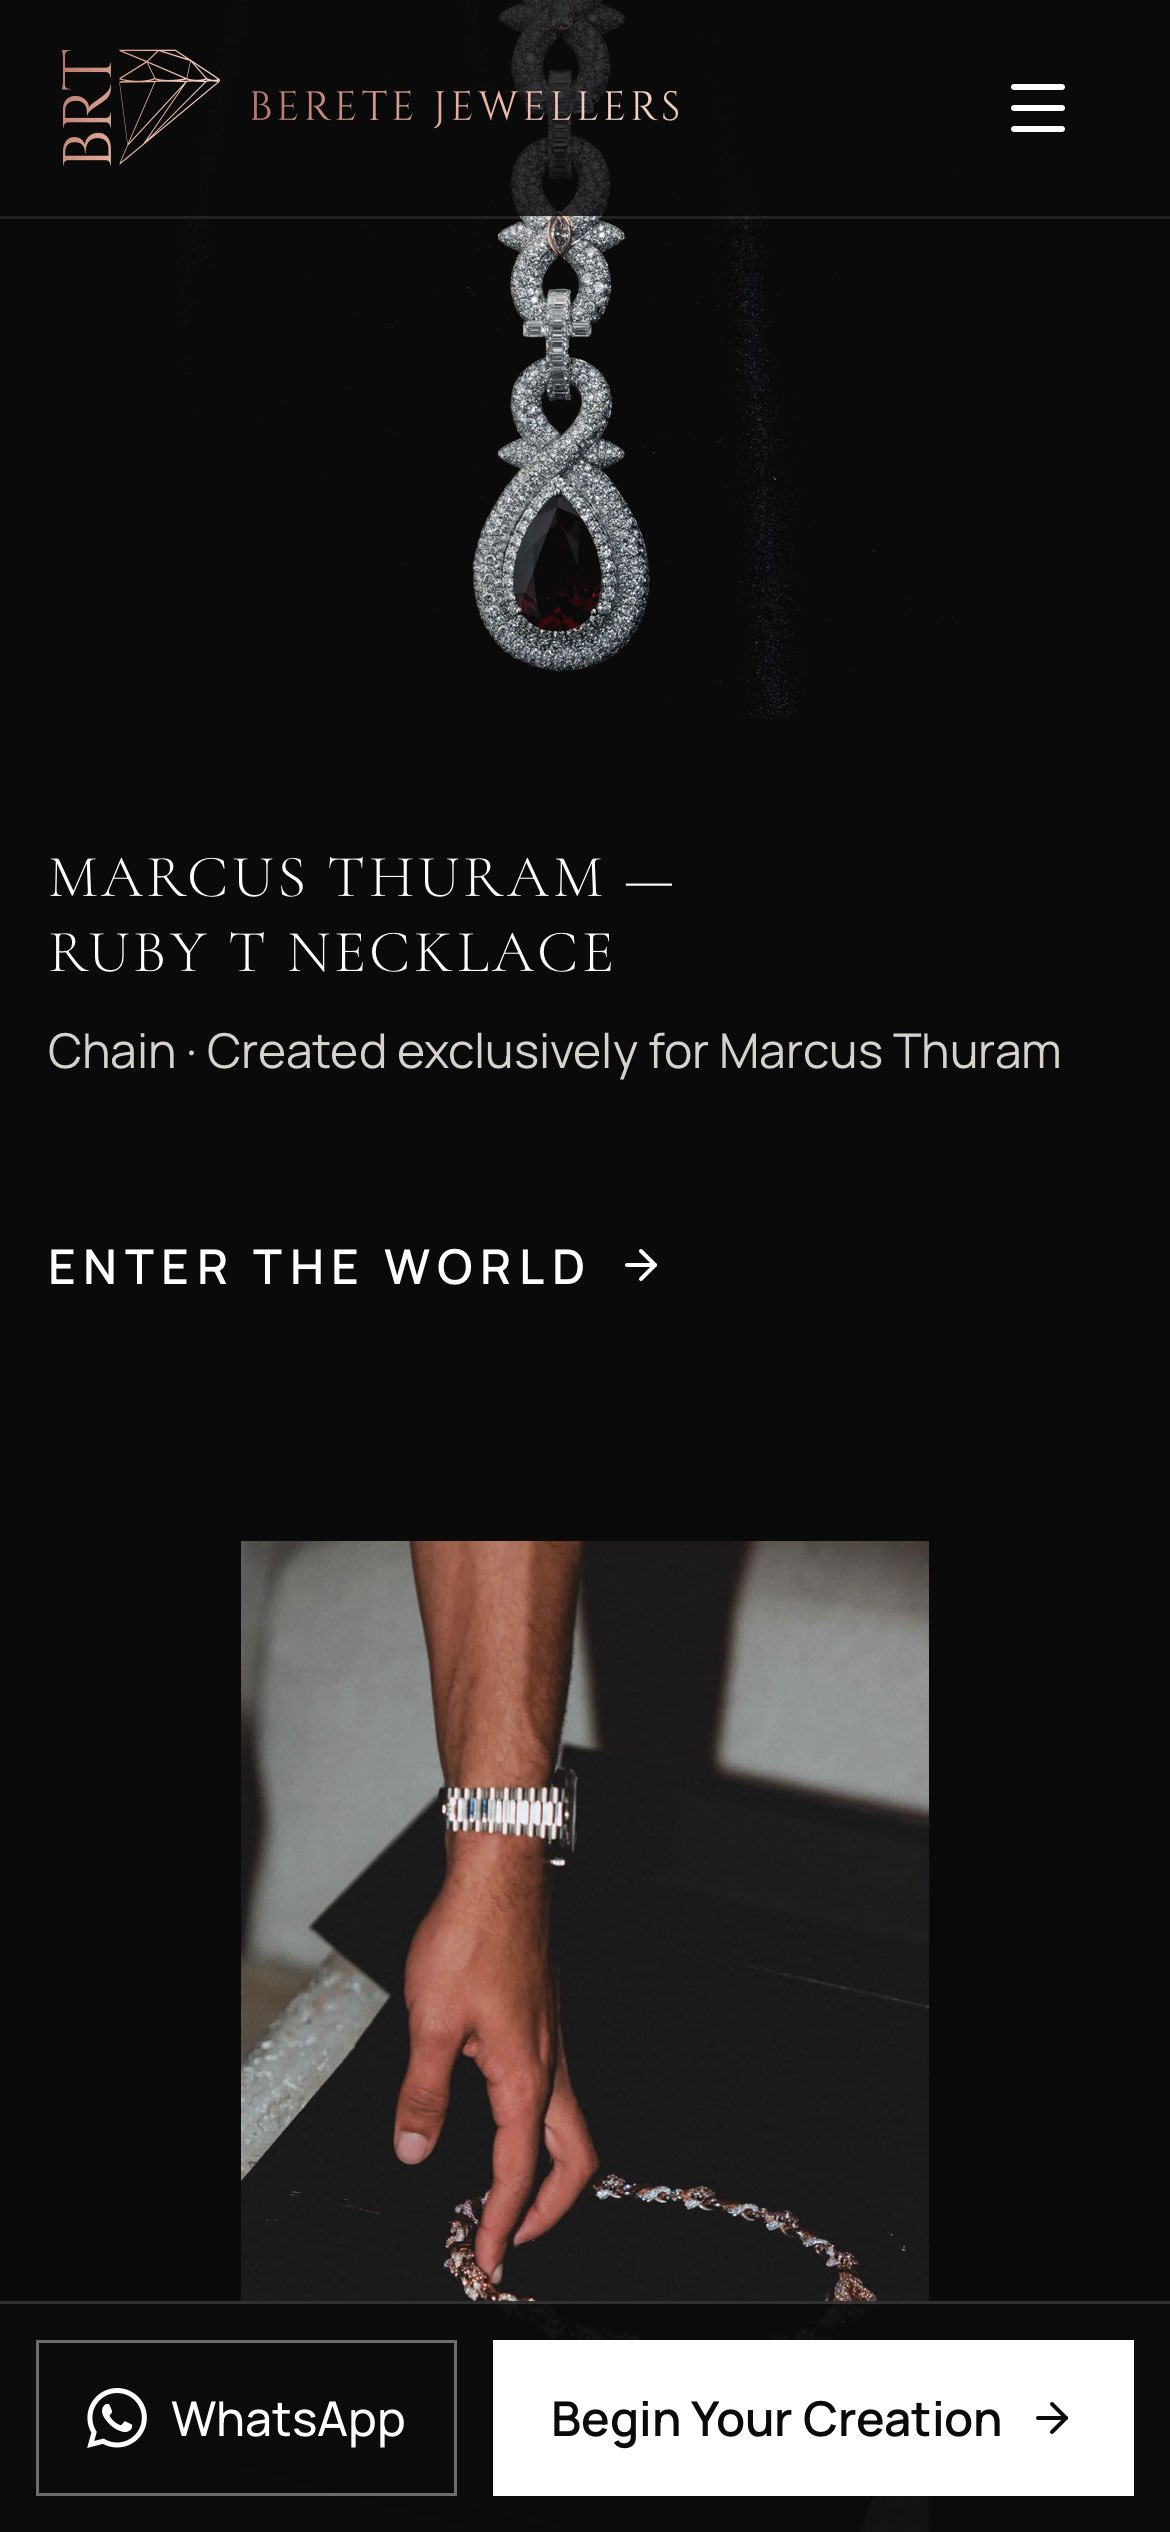 BRT
BERETE JEWELLERS
MARCUS THURAM —
RUBY T NECKLACE
Chain · Created exclusively for Marcus Thuram
ENTER THE WORLD →
WhatsApp
Begin Your Creation →